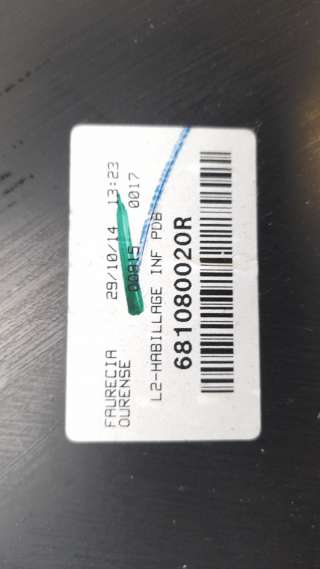 FAURECIA 29/10/14 13:23
OURENSE 00815 0017
L2-HABILLAGE INF PDB
681080020R